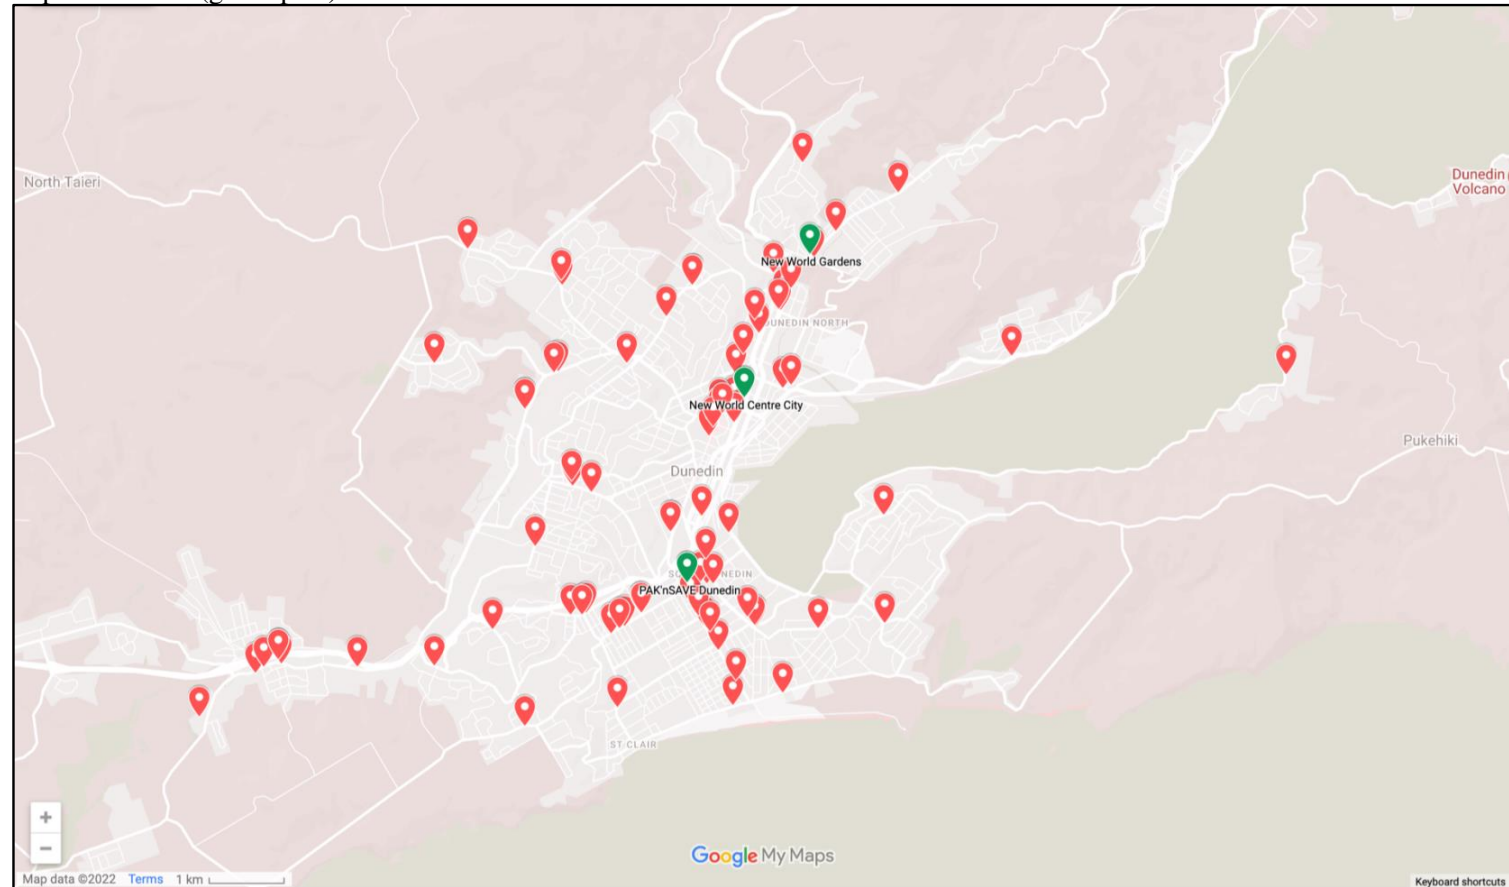 North Taieri
Dunedin
Volcano
New World Gardens
DUNEDIN NORTH
New World Centre City
Pukehiki
Dunedin
PAK'nSAVE Dunedin
ST CLAIR
+
−
Google My Maps
Map data ©2022 Terms 1 km
Keyboard shortcuts